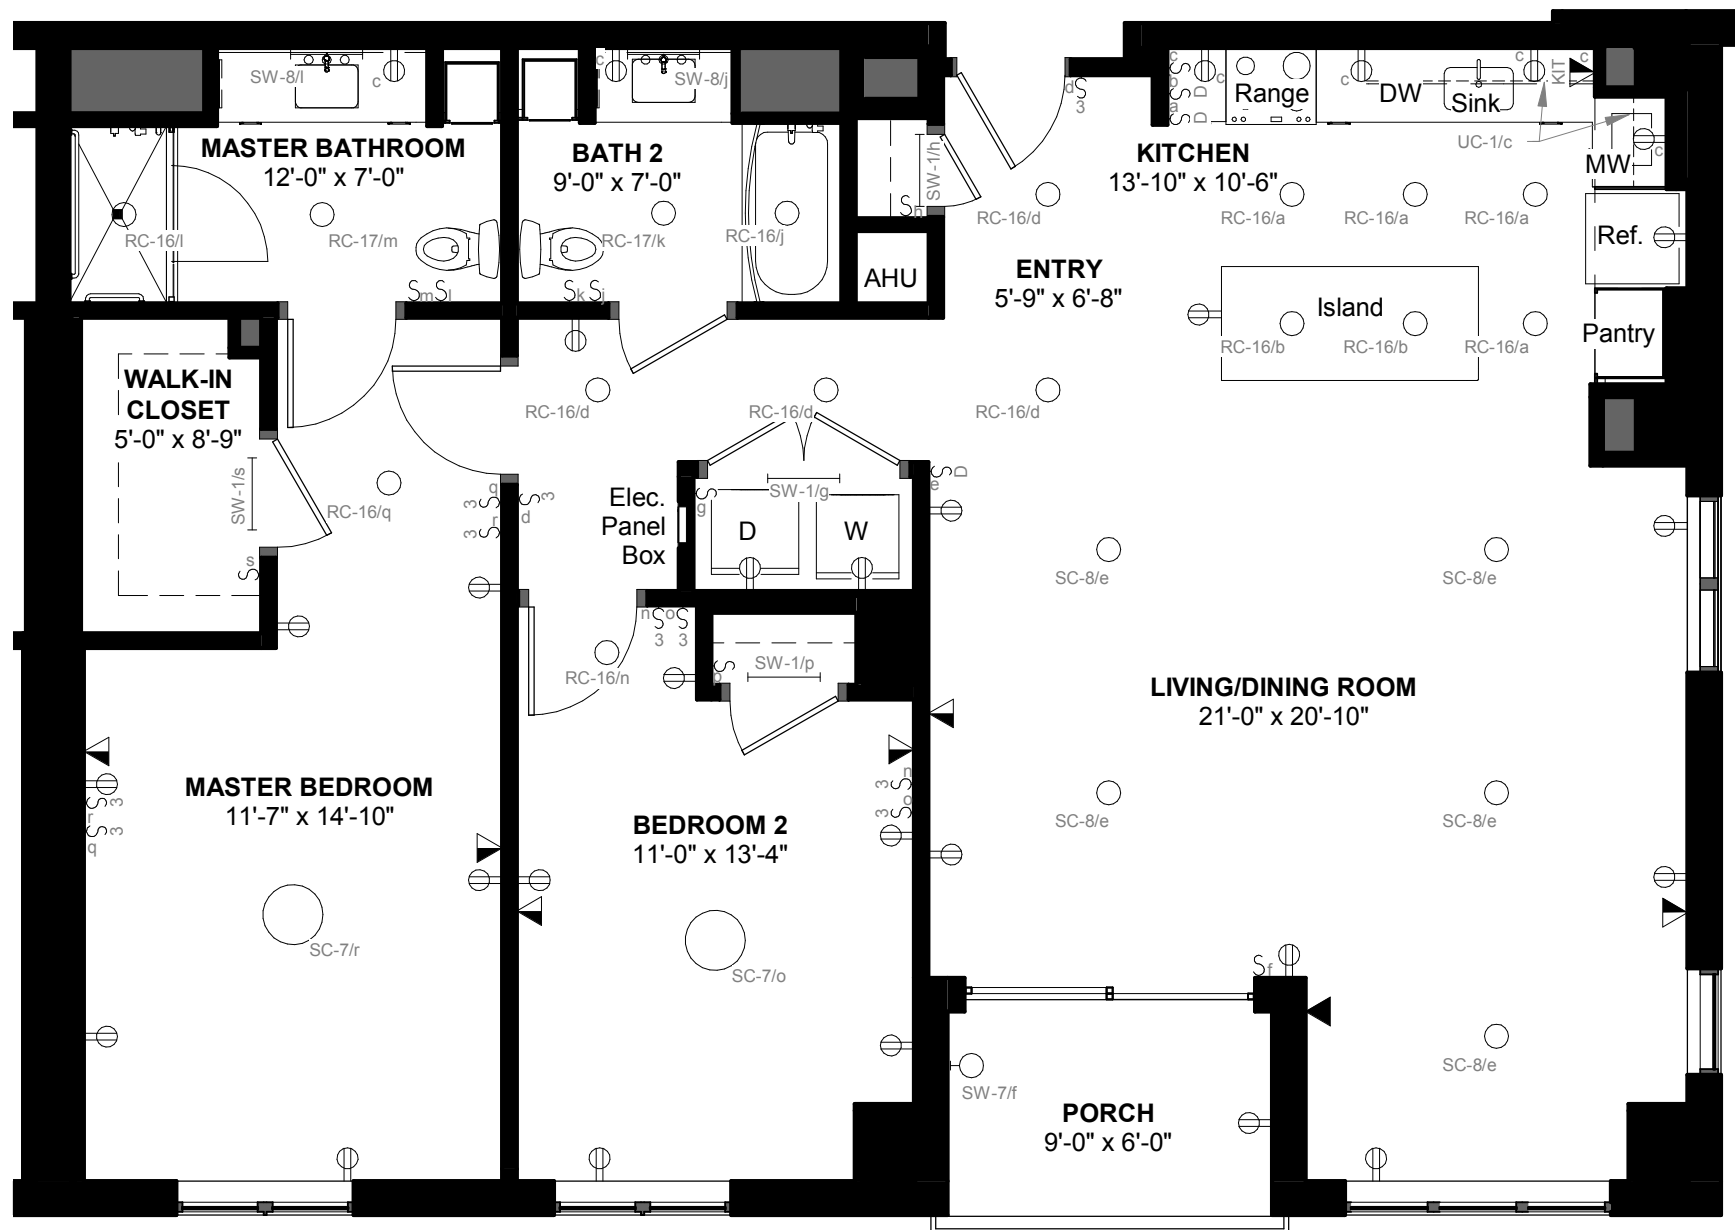 SW-8/l
c
c
SW-8/j
d
3
c
b
a
D
D
c
Range
c
DW
Sink
c
KIT
c
UC-1/c
MW
c
MASTER BATHROOM
12'-0" x 7'-0"
BATH 2
9'-0" x 7'-0"
SW-1/h
h
KITCHEN
13'-10" x 10'-6"
RC-16/l
RC-17/m
RC-17/k
RC-16/j
RC-16/d
RC-16/a
RC-16/a
RC-16/a
Ref.
AHU
ENTRY
5'-9" x 6'-8"
m
l
k
j
Island
Pantry
RC-16/b
RC-16/b
RC-16/a
WALK-IN
CLOSET
5'-0" x 8'-9"
RC-16/d
RC-16/d
RC-16/d
SW-1/s
s
RC-16/q
q
3
r
3
3
d
Elec.
Panel
Box
g
SW-1/g
D
W
e
D
SC-8/e
SC-8/e
n
o
3
3
RC-16/n
p
SW-1/p
LIVING/DINING ROOM
21'-0" x 20'-10"
MASTER BEDROOM
11'-7" x 14'-10"
3
r
3
q
n
3
o
3
BEDROOM 2
11'-0" x 13'-4"
SC-8/e
SC-8/e
SC-7/r
SC-7/o
f
SC-8/e
SW-7/f
PORCH
9'-0" x 6'-0"